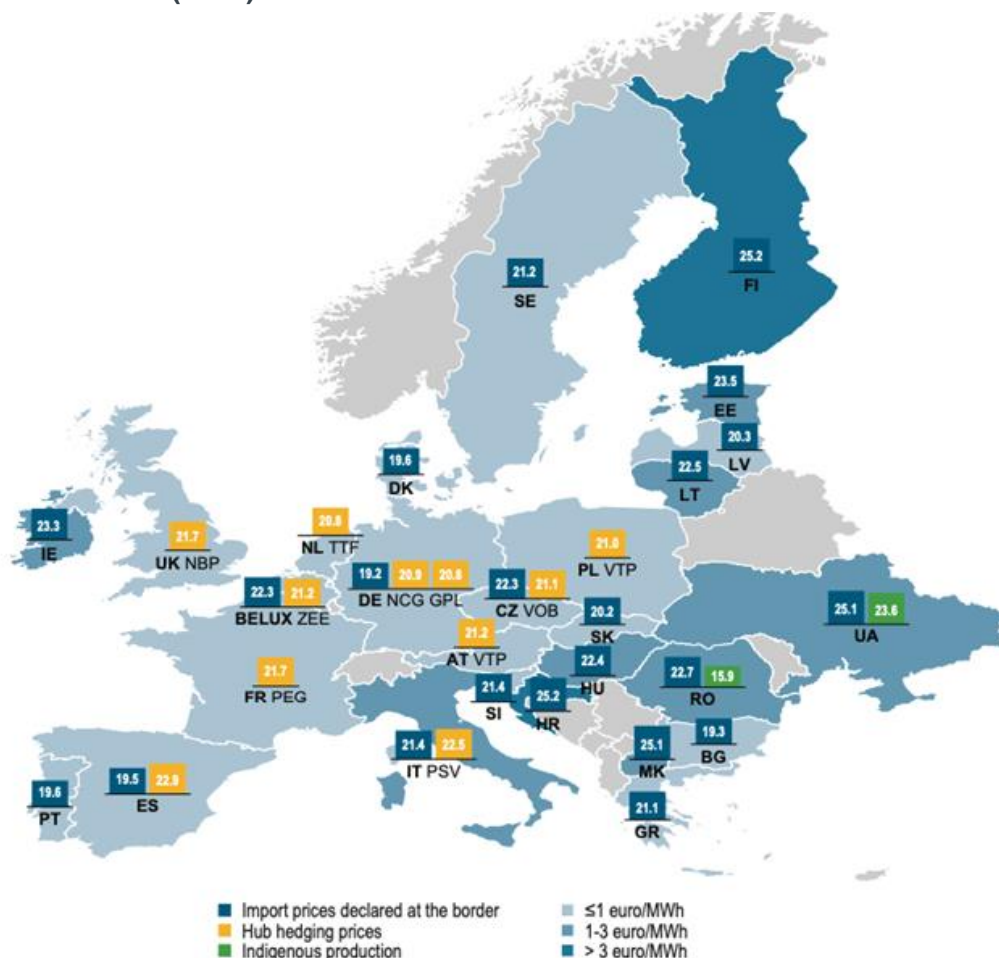 25.2
FI
21.2
SE
23.5
EE
20.3
LV
22.5
LT
19.6
DK
23.3
IE
21.7
UK NBP
20.8
NL TTF
PL VTP
19.2 20.9 20.8
DE NCG GPL
22.3 21.1
CZ VOB
22.3 21.2
BELUX ZEE
20.2
SK
25.1 23.6
UA
21.2
AT VTP
21.7
FR PEG
22.4
HU
22.7 15.9
RO
21.4
SI
25.2
HR
19.3
BG
25.1
MK
21.4 22.5
IT PSV
19.5 22.9
ES
19.6
PT
21.1
GR
Import prices declared at the border
Hub hedging prices
Indigenous production
≤1 euro/MWh
1-3 euro/MWh
> 3 euro/MWh